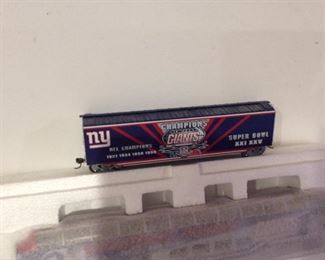 ny
NFL CHAMPIONS
1927 1934 1938 1956
CHAMPIONS
GIANTS
SUPER BOWL
XXI XXV